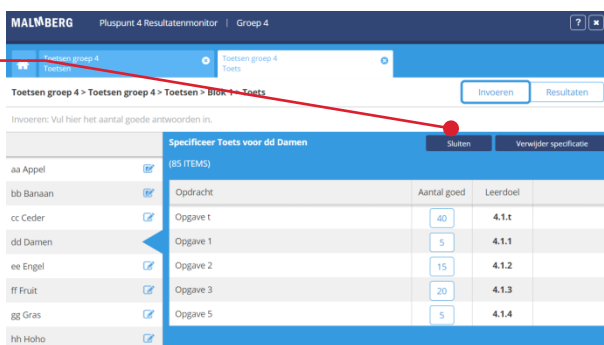 MALMBERG Pluspunt 4 Resultatenmonitor | Groep 4 ? x
Toetsen groep 4
Toetsen
Toetsen groep 4
Toets
Toetsen groep 4 > Toetsen groep 4 > Toetsen > Blok 1 > Toets Invoeren Resultaten
Invoeren: Vul hier het aantal goede antwoorden in.
Specificeer Toets voor dd Damen Sluiten Verwijder specificatie
(85 ITEMS)
aa Appel
bb Banaan
cc Ceder
dd Damen
ee Engel
ff Fruit
gg Gras
hh Hoho
Opdracht Aantal goed Leerdoel
Opgave t 40 4.1.t
Opgave 1 5 4.1.1
Opgave 2 15 4.1.2
Opgave 3 20 4.1.3
Opgave 5 5 4.1.4